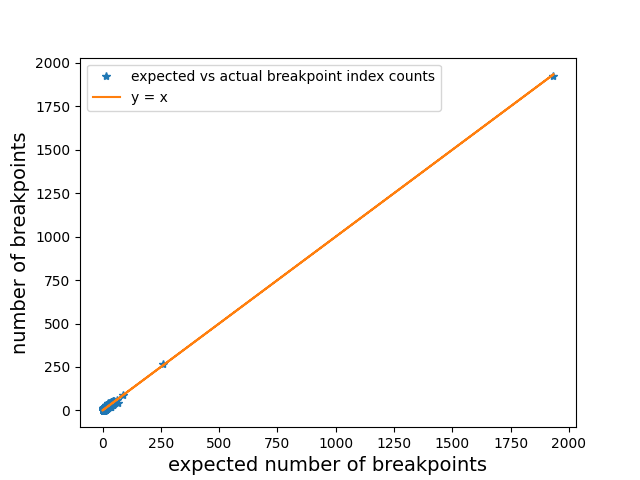 expected vs actual breakpoint index counts
y = x
number of breakpoints
2000
1750
1500
1250
1000
750
500
250
0
0 250 500 750 1000 1250 1500 1750 2000
expected number of breakpoints